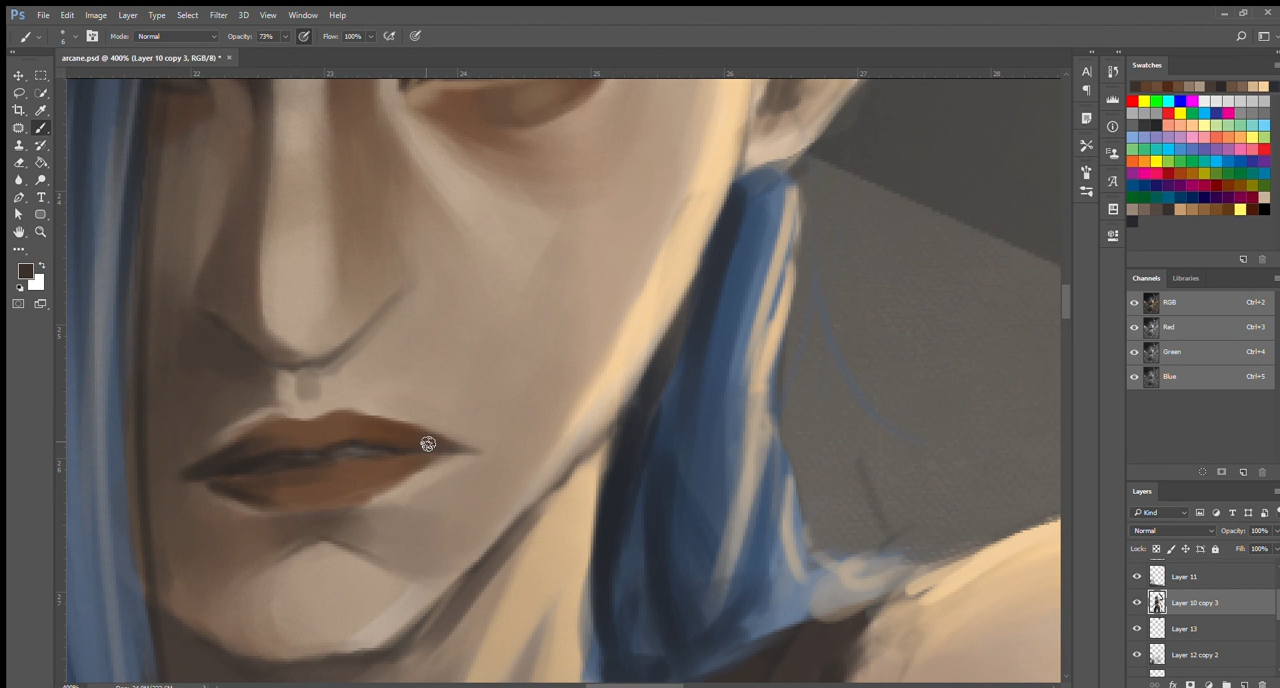 Ps File Edit Image Layer Type Select Filter 3D View Window Help
6 Mode: Normal Opacity: 73% Flow: 100%
arcane.psd @ 400% (Layer 10 copy 3, RGB/8) * ×
22 23 24 25 26 27 28
Swatches
Channels Libraries
RGB Ctrl+2
Red Ctrl+3
Green Ctrl+4
Blue Ctrl+5
Layers
Kind
Normal Opacity: 100%
Lock: Fill: 100%
Layer 11
Layer 10 copy 3
Layer 13
Layer 12 copy 2
fx